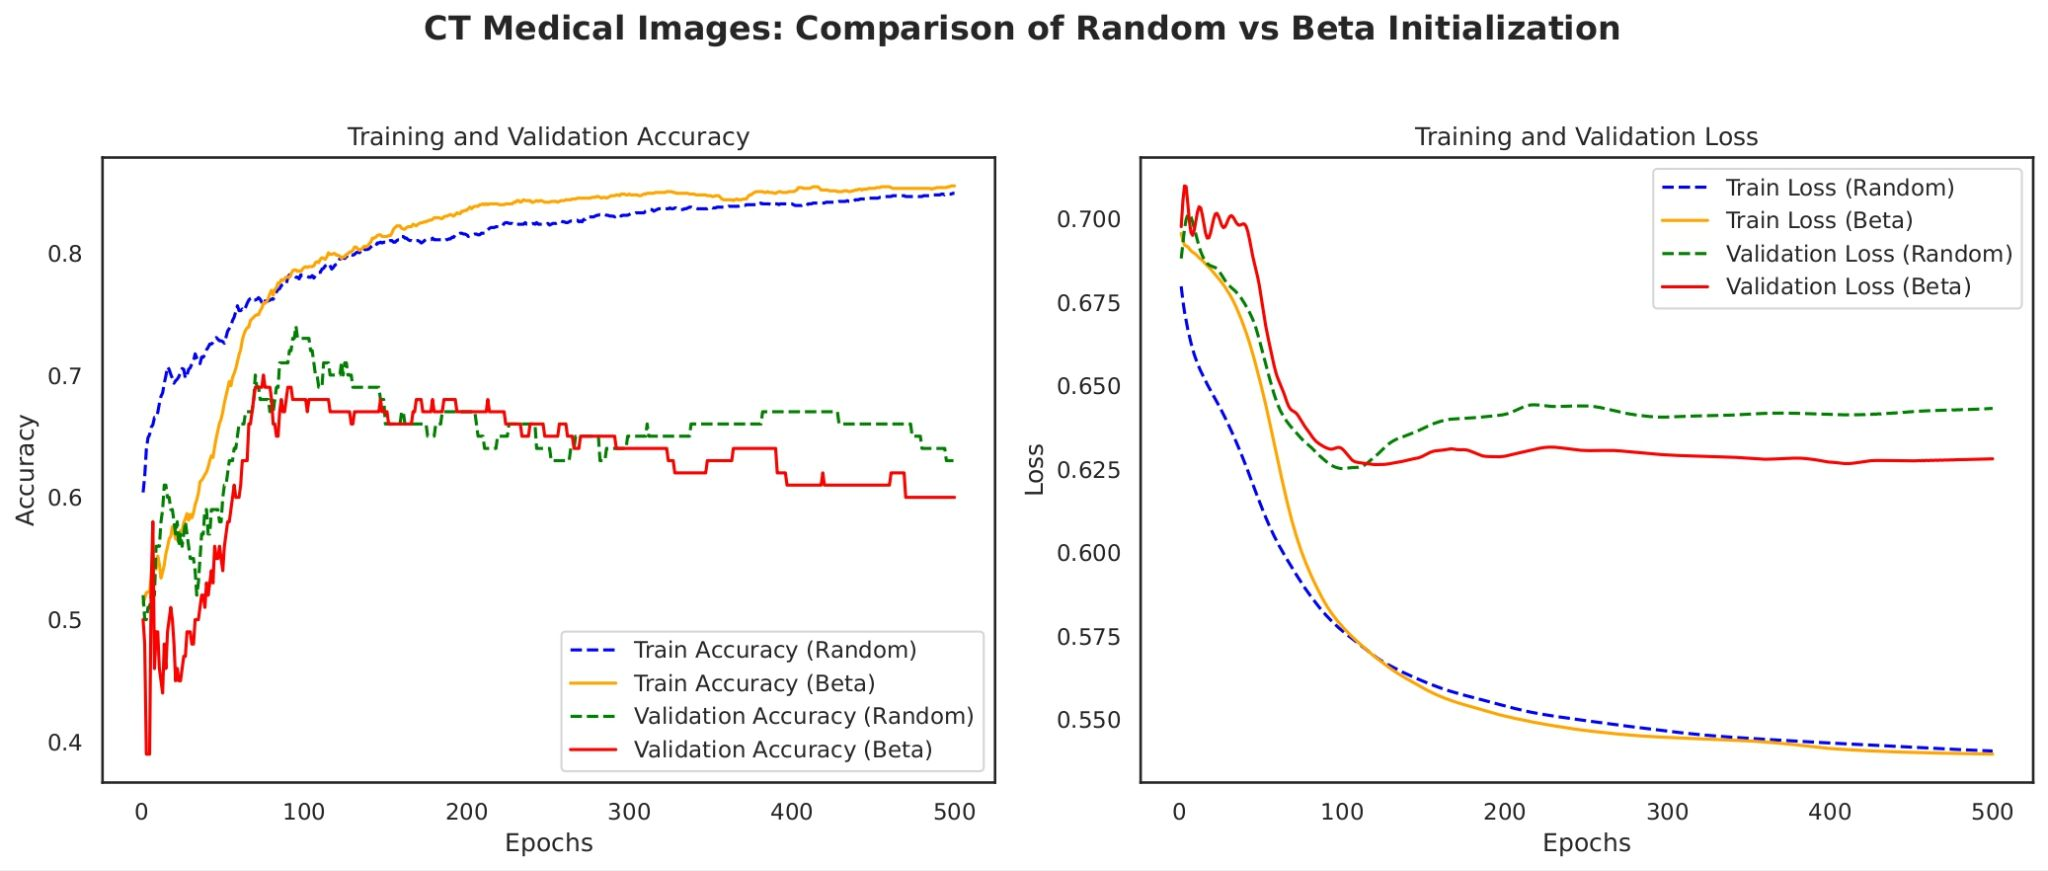 CT Medical Images: Comparison of Random vs Beta Initialization
Training and Validation Accuracy
Accuracy
0.8
0.7
0.6
0.5
0.4
0 100 200 300 400 500
Epochs
Train Accuracy (Random)
Train Accuracy (Beta)
Validation Accuracy (Random)
Validation Accuracy (Beta)
Training and Validation Loss
Loss
0.700
0.675
0.650
0.625
0.600
0.575
0.550
0 100 200 300 400 500
Epochs
Train Loss (Random)
Train Loss (Beta)
Validation Loss (Random)
Validation Loss (Beta)